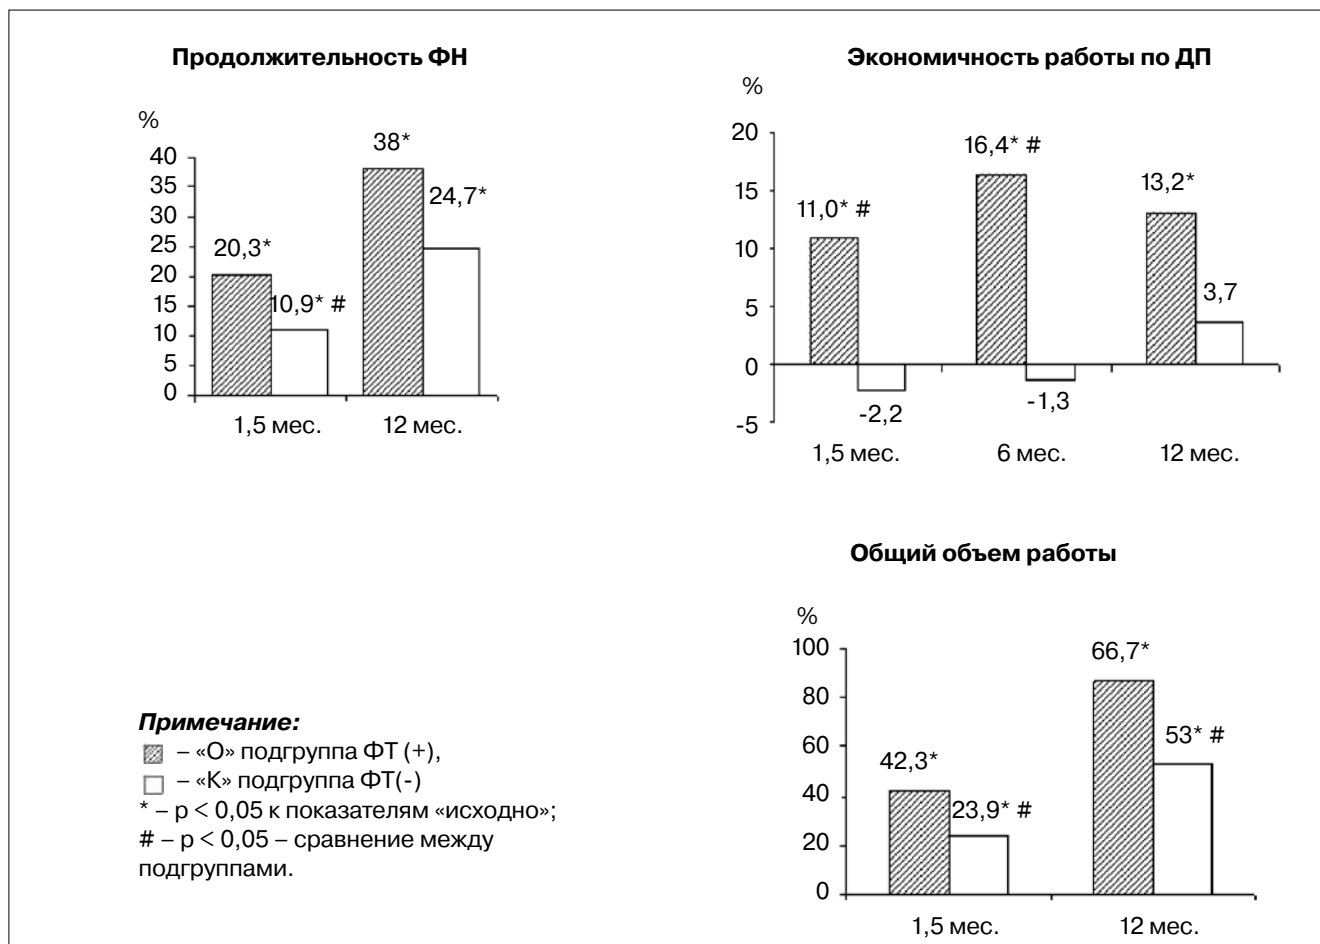 Продолжительность ФН
%
40
35
30
25
20
15
10
5
0
20,3*
10,9* #
38*
24,7*
1,5 мес.
12 мес.
Экономичность работы по ДП
%
20
15
10
5
0
-5
11,0* #
-2,2
16,4* #
-1,3
13,2*
3,7
1,5 мес.
6 мес.
12 мес.
Общий объем работы
%
100
80
60
40
20
0
42,3*
23,9* #
66,7*
53* #
1,5 мес.
12 мес.
Примечание:
– «О» подгруппа ФТ (+),
– «К» подгруппа ФТ(-)
* – p < 0,05 к показателям «исходно»;
# – p < 0,05 – сравнение между
подгруппами.